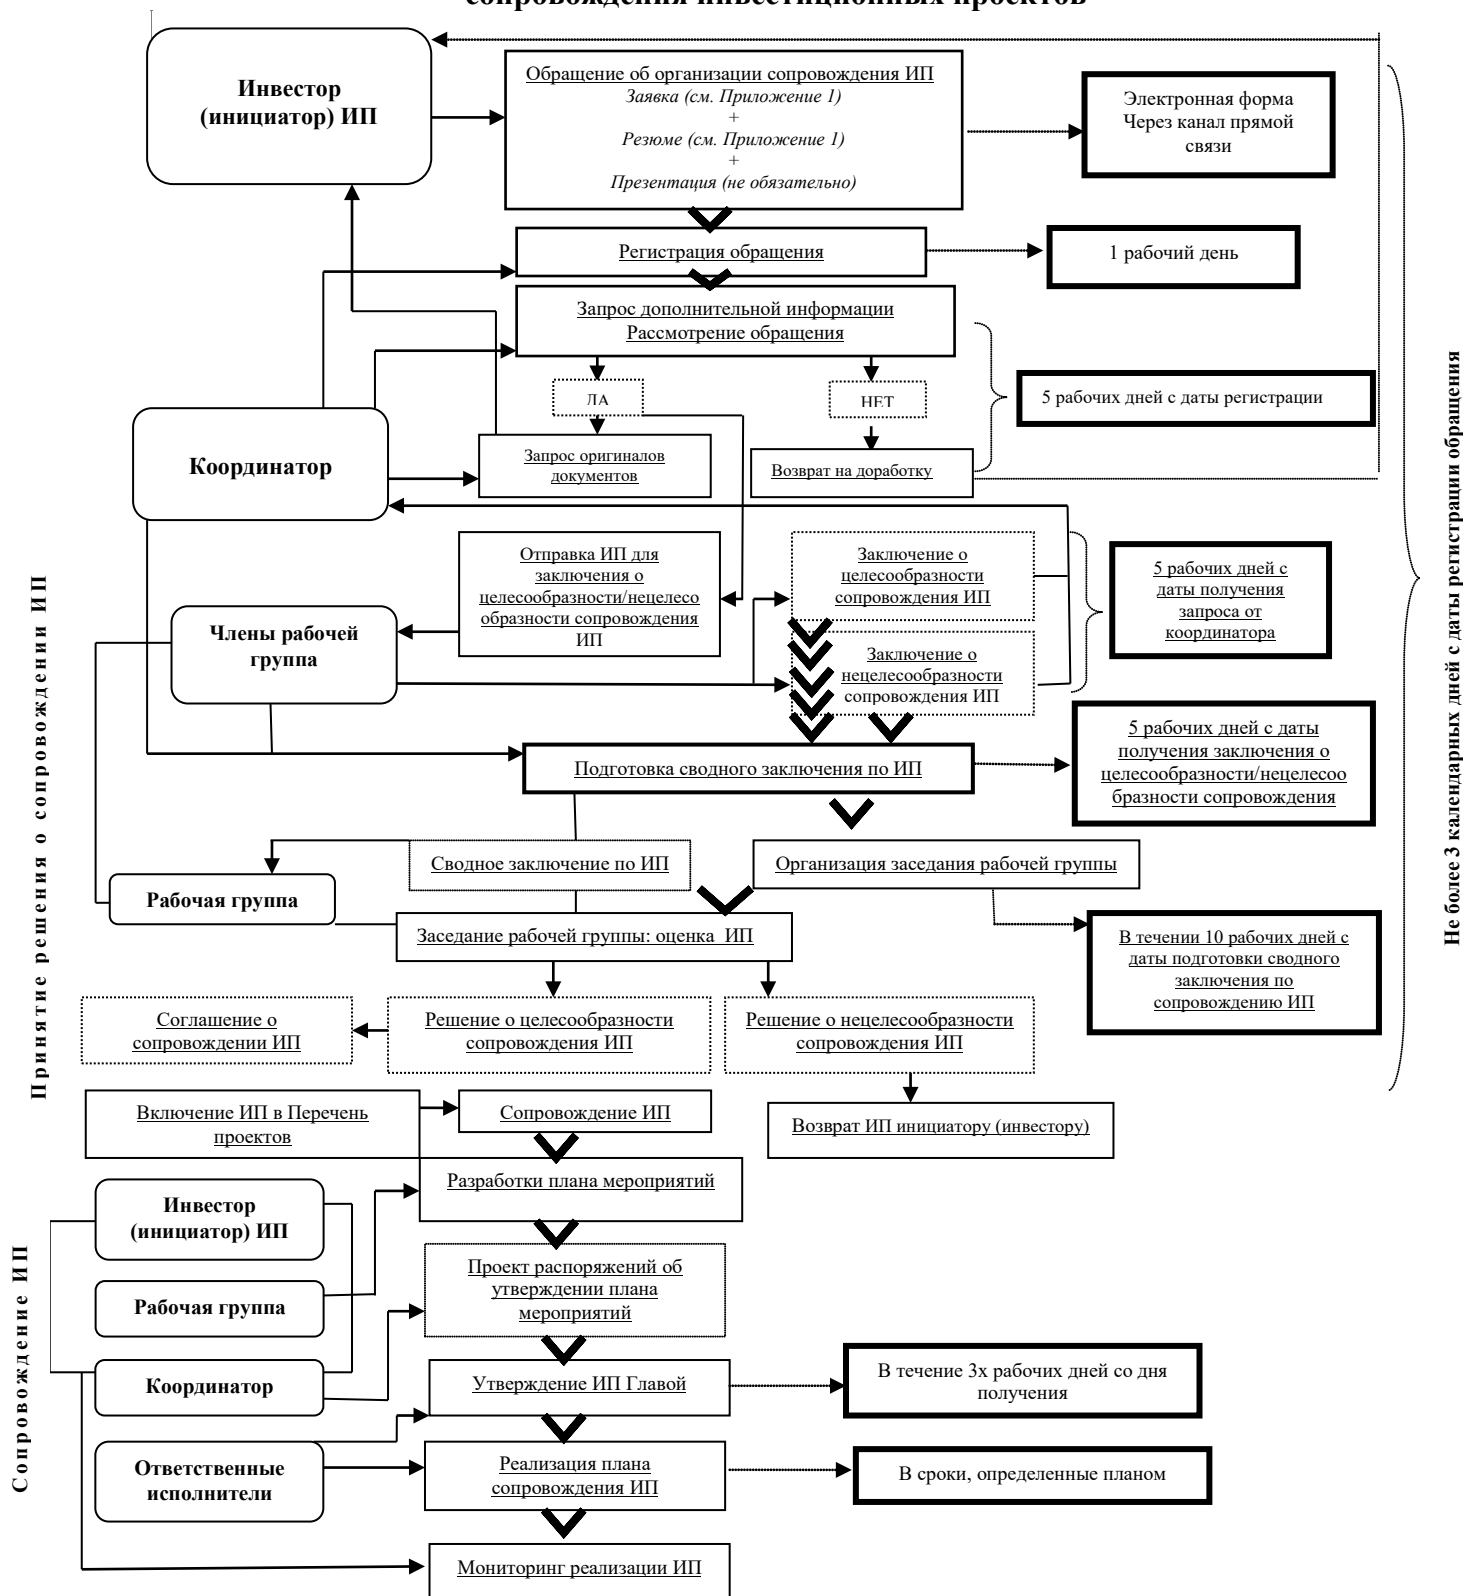 сопровождения инвестиционных проектов
Инвестор
(инициатор) ИП
Обращение об организации сопровождения ИП
Заявка (см. Приложение 1)
+
Резюме (см. Приложение 1)
+
Презентация (не обязательно)
Электронная форма
Через канал прямой
связи
Регистрация обращения
1 рабочий день
Запрос дополнительной информации
Рассмотрение обращения
ДА
НЕТ
5 рабочих дней с даты регистрации
Координатор
Запрос оригиналов
документов
Возврат на доработку
Отправка ИП для
заключения о
целесообразности/нецелесо
образности сопровождения
ИП
Заключение о
целесообразности
сопровождения ИП
5 рабочих дней с
даты получения
запроса от
координатора
Члены рабочей
группа
Заключение о
нецелесообразности
сопровождения ИП
Подготовка сводного заключения по ИП
5 рабочих дней с даты
получения заключения о
целесообразности/нецелесоо
бразности сопровождения
Сводное заключение по ИП
Организация заседания рабочей группы
Рабочая группа
Заседание рабочей группы: оценка ИП
В течении 10 рабочих дней с
даты подготовки сводного
заключения по
сопровождению ИП
Соглашение о
сопровождении ИП
Решение о целесообразности
сопровождения ИП
Решение о нецелесообразности
сопровождения ИП
Включение ИП в Перечень
проектов
Сопровождение ИП
Возврат ИП инициатору (инвестору)
Разработки плана мероприятий
Инвестор
(инициатор) ИП
Проект распоряжений об
утверждении плана
мероприятий
Рабочая группа
Координатор
Утверждение ИП Главой
В течение 3х рабочих дней со дня
получения
Ответственные
исполнители
Реализация плана
сопровождения ИП
В сроки, определенные планом
Мониторинг реализации ИП
Принятие решения о сопровождении ИП
Сопровождение ИП
Не более 3 календарных дней с даты регистрации обращения